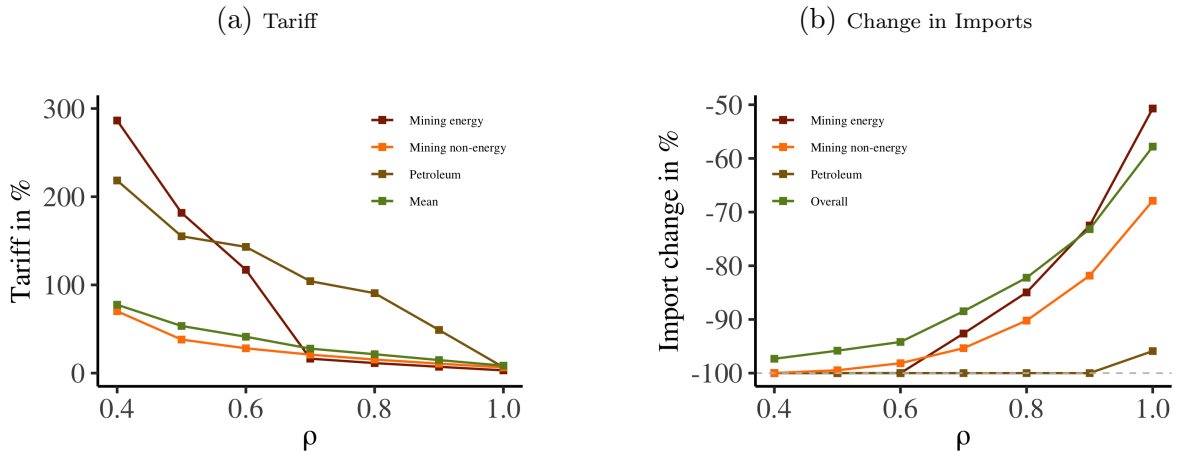 (a) Tariff
Tariff in %
300
200
100
0
0.4
0.6
0.8
1.0
ρ
Mining energy
Mining non-energy
Petroleum
Mean
(b) Change in Imports
Import change in %
-50
-60
-70
-80
-90
-100
0.4
0.6
0.8
1.0
ρ
Mining energy
Mining non-energy
Petroleum
Overall